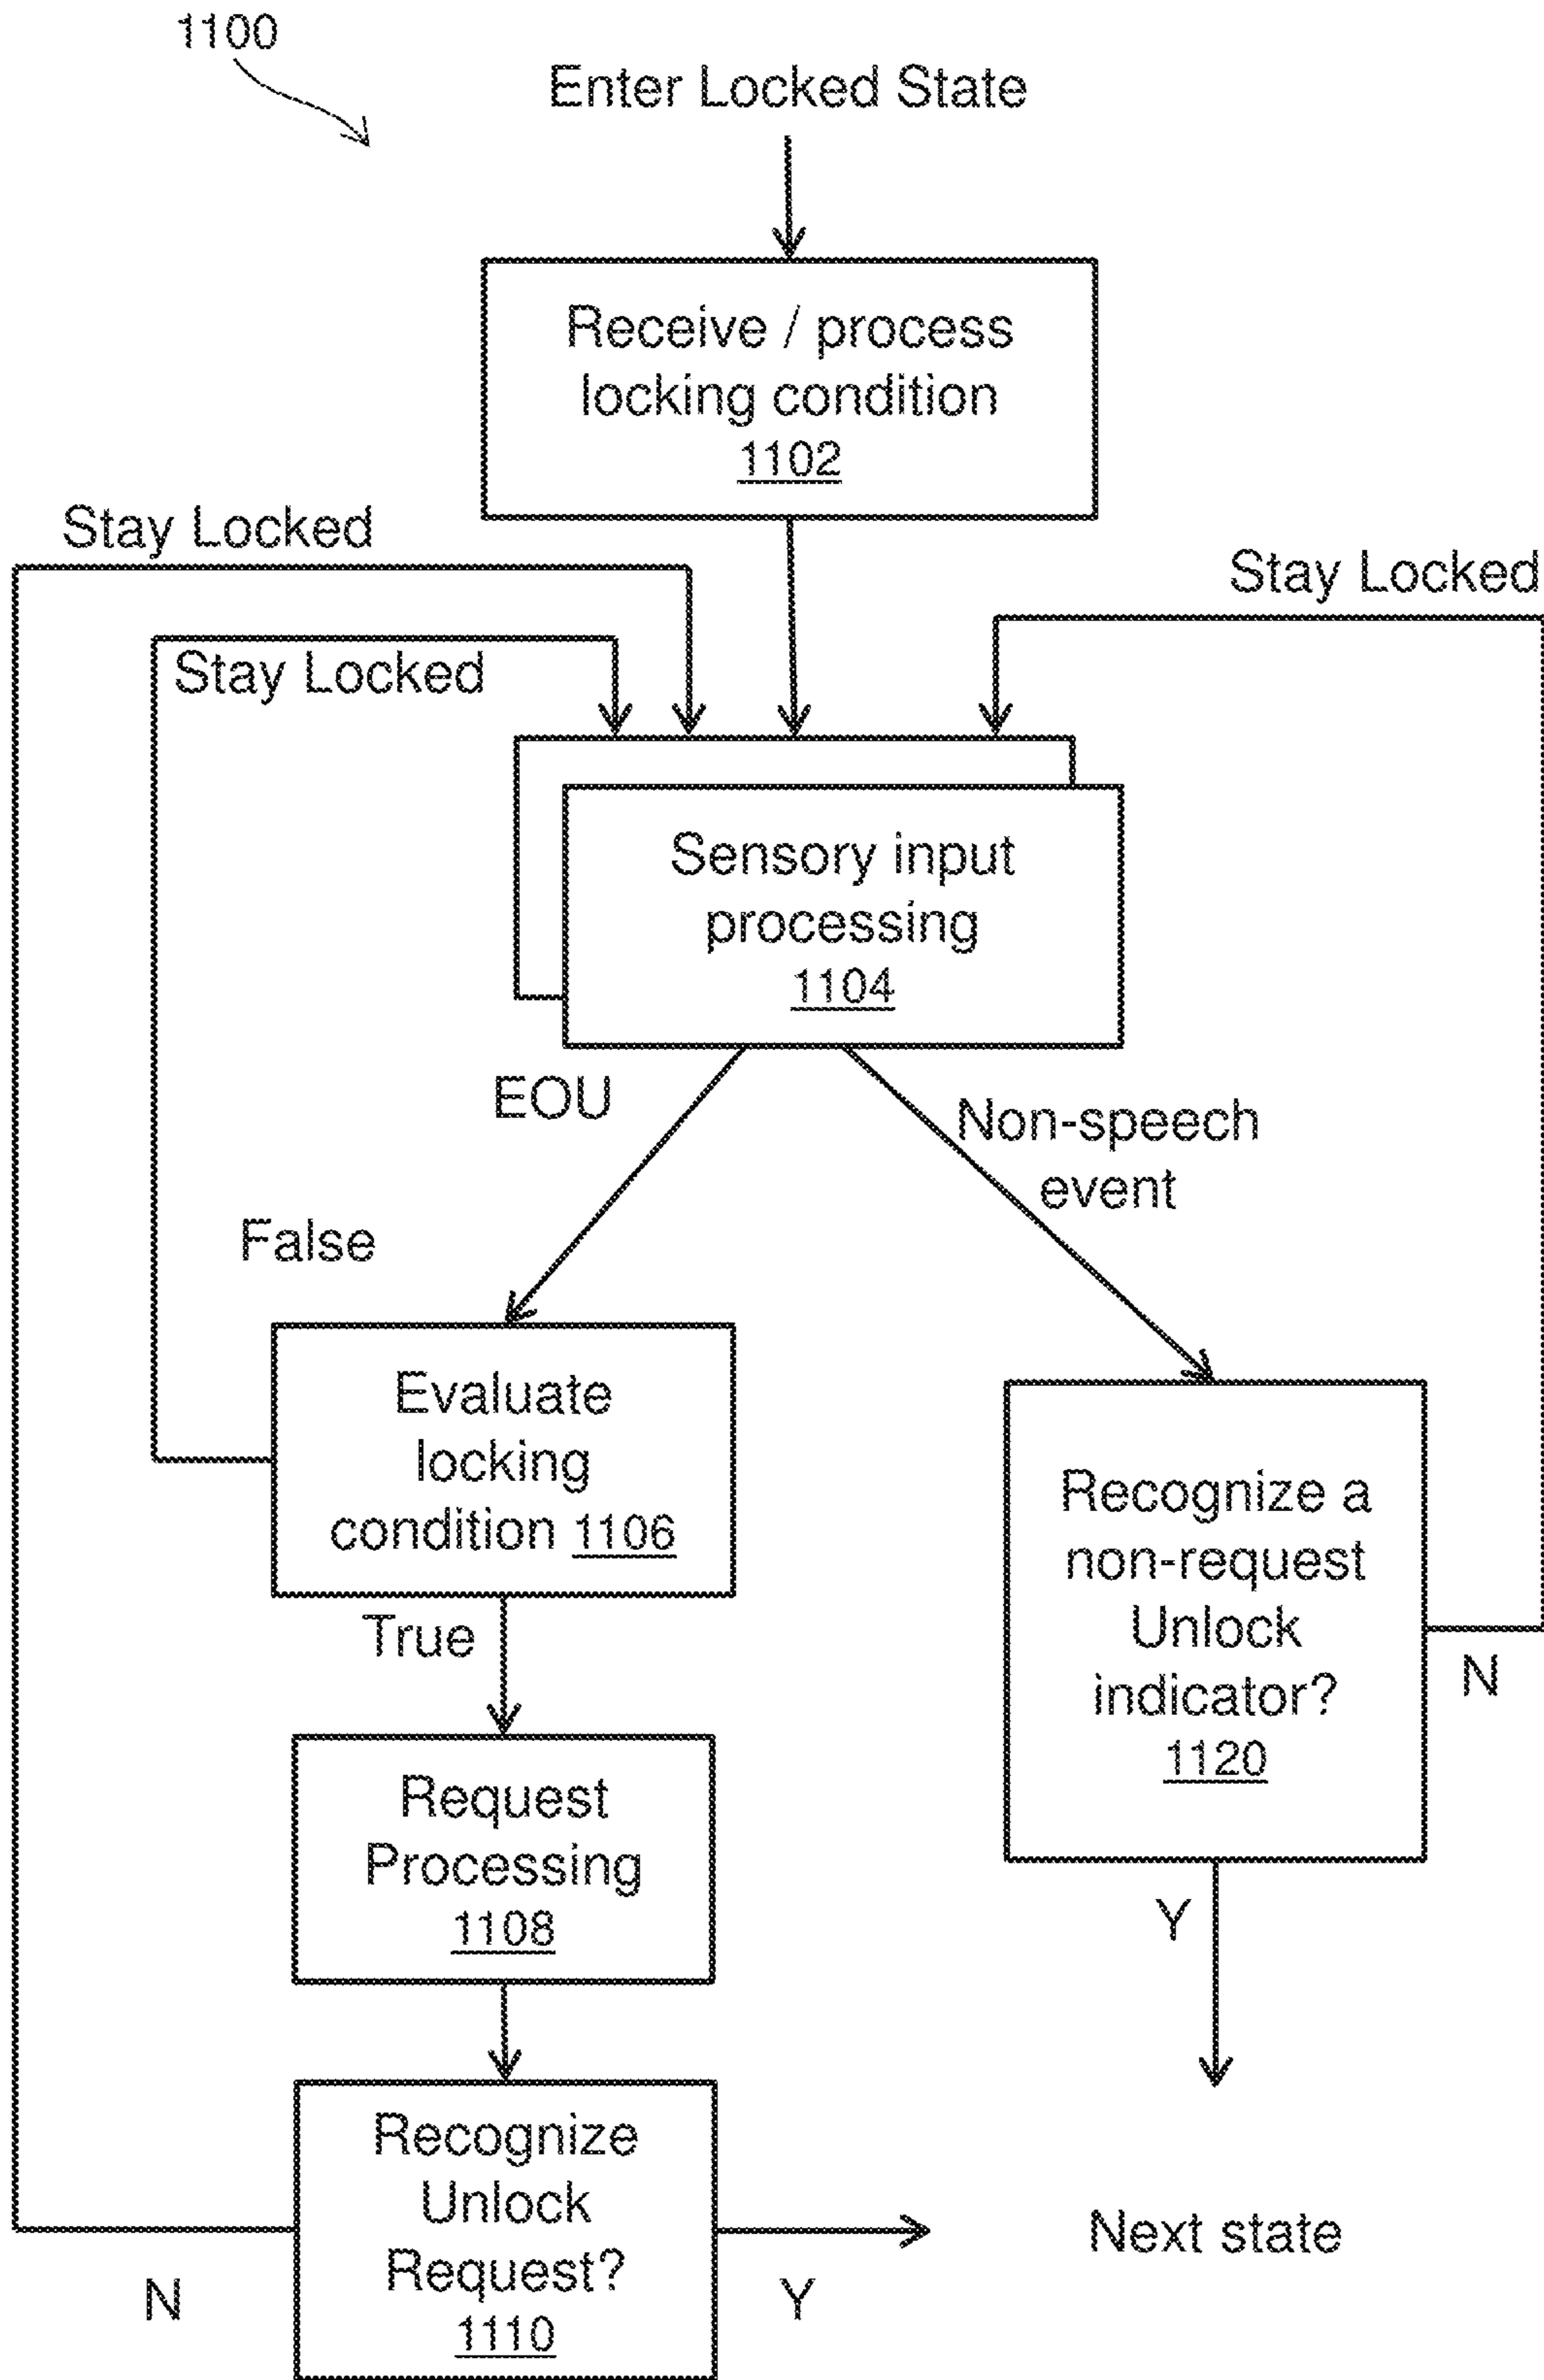 1100
Enter Locked State
Receive / process
locking condition
1102
Stay Locked
Stay Locked
Stay Locked
Sensory input
processing
1104
EOU
Non-speech
event
False
Evaluate
locking
condition 1106
True
Recognize a
non-request
Unlock
indicator?
1120
N
Request
Processing
1108
Y
Recognize
Unlock
Request?
1110
N
Y
Next state